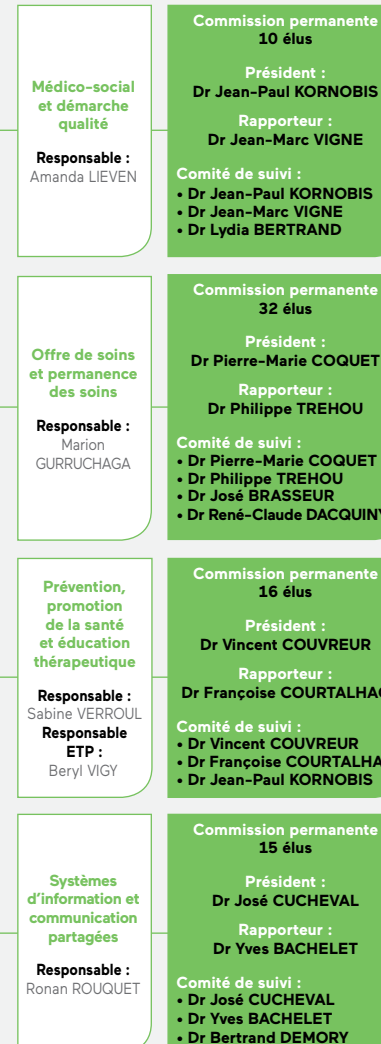 Médico-social
et démarche
qualité
Responsable :
Amanda LIEVEN
Commission permanente
10 élus
Président :
Dr Jean-Paul KORNOBIS
Rapporteur :
Dr Jean-Marc VIGNE
Comité de suivi :
• Dr Jean-Paul KORNOBIS
• Dr Jean-Marc VIGNE
• Dr Lydia BERTRAND
Offre de soins
et permanence
des soins
Responsable :
Marion
GURRUCHAGA
Commission permanente
32 élus
Président :
Dr Pierre-Marie COQUET
Rapporteur :
Dr Philippe TREHOU
Comité de suivi :
• Dr Pierre-Marie COQUET
• Dr Philippe TREHOU
• Dr José BRASSEUR
• Dr René-Claude
Prévention,
promotion
de la santé
et éducation
thérapeutique
Responsable :
Sabine VERROUL
Responsable
ETP :
Beryl VIGY
Commission permanente
16 élus
Président :
Dr Vincent COUVREUR
Rapporteur :
Dr Françoise
Comité de suivi :
• Dr Vincent COUVREUR
• Dr Françoise
• Dr Jean-Paul KORNOBIS
Systèmes
d'information et
communication
partagées
Responsable :
Ronan ROUQUET
Commission permanente
15 élus
Président :
Dr José CUCHEVAL
Rapporteur :
Dr Yves BACHELET
Comité de suivi :
• Dr José CUCHEVAL
• Dr Yves BACHELET
• Dr Bertrand DEMORY